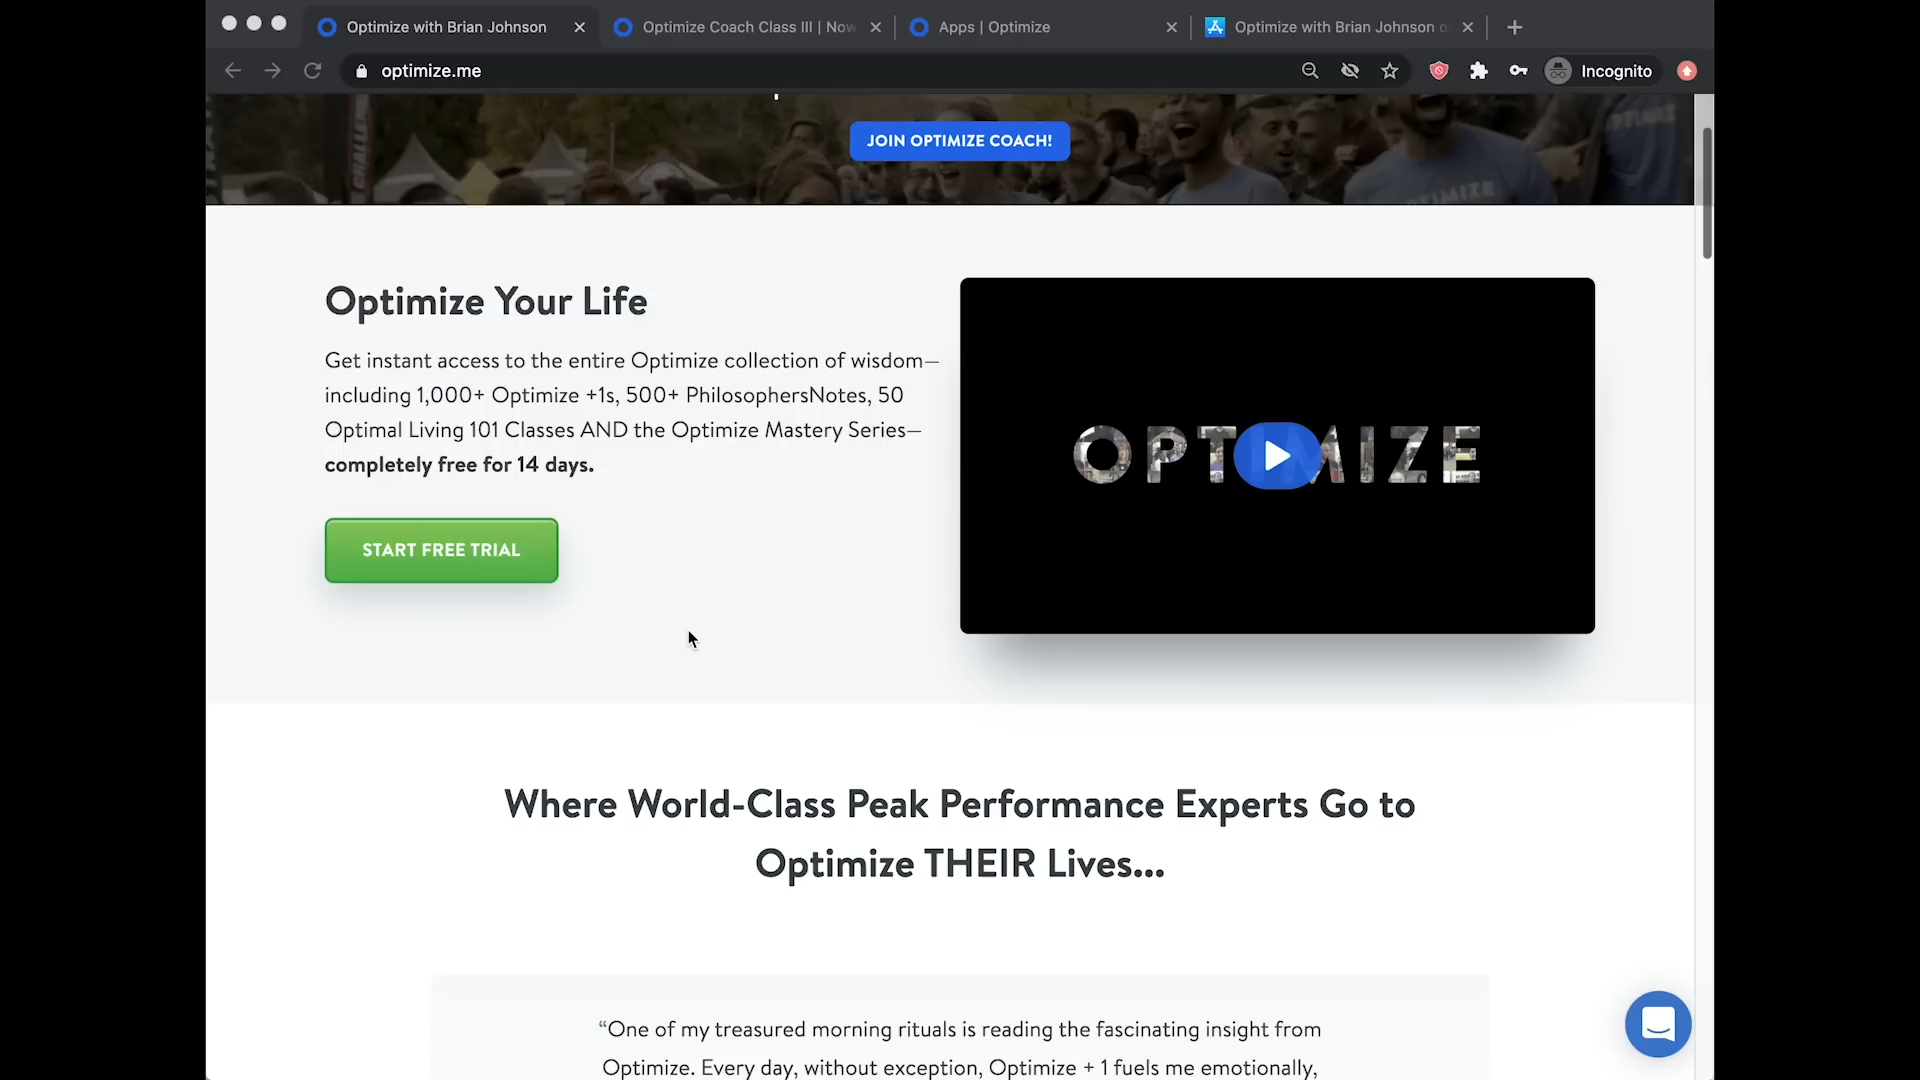 Optimize with Brian Johnson
Optimize Coach Class III | Now
Apps | Optimize
Optimize with Brian Johnson o
optimize.me
Incognito
JOIN OPTIMIZE COACH!
Optimize Your Life
Get instant access to the entire Optimize collection of wisdom—
including 1,000+ Optimize +1s, 500+ PhilosophersNotes, 50
Optimal Living 101 Classes AND the Optimize Mastery Series—
completely free for 14 days.
START FREE TRIAL
OPTIMIZE
Where World-Class Peak Performance Experts Go to
Optimize THEIR Lives...
“One of my treasured morning rituals is reading the fascinating insight from
Optimize. Every day, without exception, Optimize + 1 fuels me emotionally,